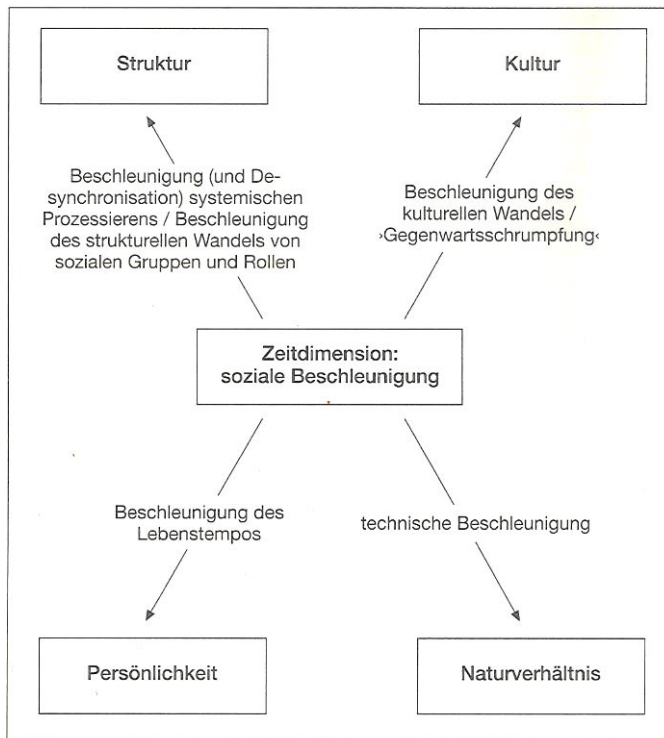 Struktur
Kultur
Beschleunigung (und De-
synchronisation) systemischen
Prozessierens / Beschleunigung
des strukturellen Wandels von
sozialen Gruppen und Rollen
Beschleunigung des
kulturellen Wandels /
›Gegenwartsschrumpfung‹
Zeitdimension:
soziale Beschleunigung
Beschleunigung des
Lebenstempos
technische Beschleunigung
Persönlichkeit
Naturverhältnis